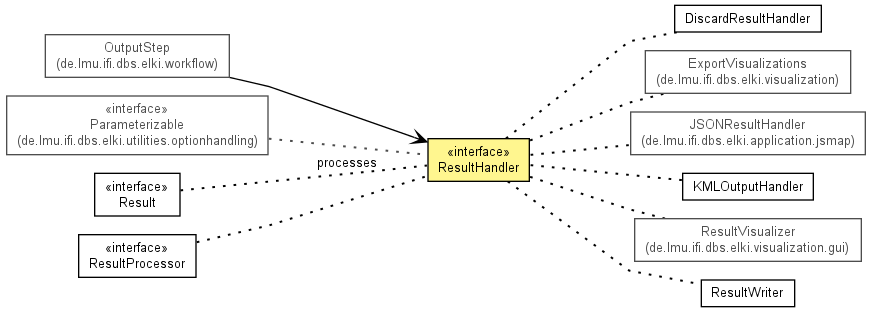 OutputStep
(de.lmu.ifi.dbs.elki.workflow)
«interface»
Parameterizable
(de.lmu.ifi.dbs.elki.utilities.optionhandling)
«interface»
Result
«interface»
ResultProcessor
processes
«interface»
ResultHandler
DiscardResultHandler
ExportVisualizations
(de.lmu.ifi.dbs.elki.visualization)
JSONResultHandler
(de.lmu.ifi.dbs.elki.application.jsmap)
KMLOutputHandler
ResultVisualizer
(de.lmu.ifi.dbs.elki.visualization.gui)
ResultWriter